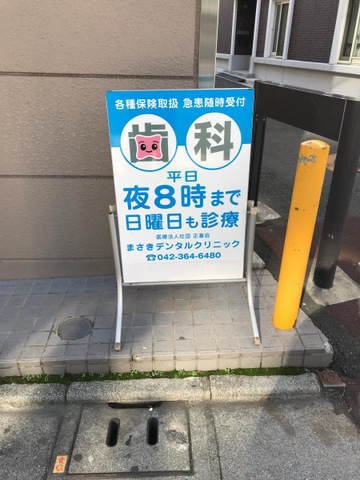 各種保険取扱 急患随時受付
歯科
平日
夜8時まで
日曜日も診療
医療法人社団 正基会
まさきデンタルクリニック
☎042-364-6480